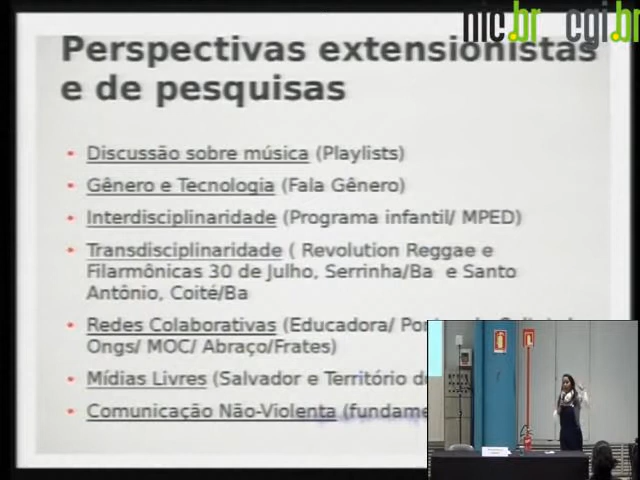 nic.br cgi.br
Perspectivas extensionistas
e de pesquisas
• Discussão sobre música (Playlists)
• Gênero e Tecnologia (Fala Gênero)
• Interdisciplinaridade (Programa infantil/ MPED)
• Transdisciplinaridade ( Revolution Reggae e
Filarmônicas 30 de Julho, Serrinha/Ba e Santo
Antônio, Coité/Ba
• Redes Colaborativas (Educadora/
Ongs/ MOC/ Abraço/Frates)
• Mídias Livres (Salvador e Território
• Comunicação Não-Violenta